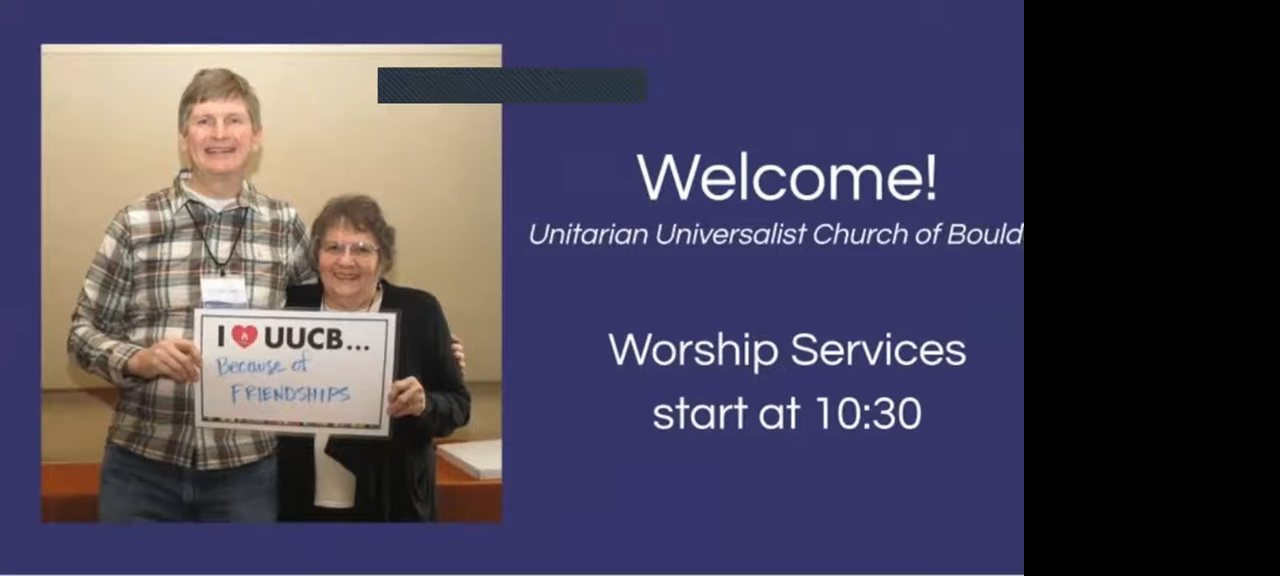 Welcome!
Unitarian Universalist Church of Bould
Worship Services
start at 10:30
I ❤ UUCB...
Because of
FRIENDSHIPS